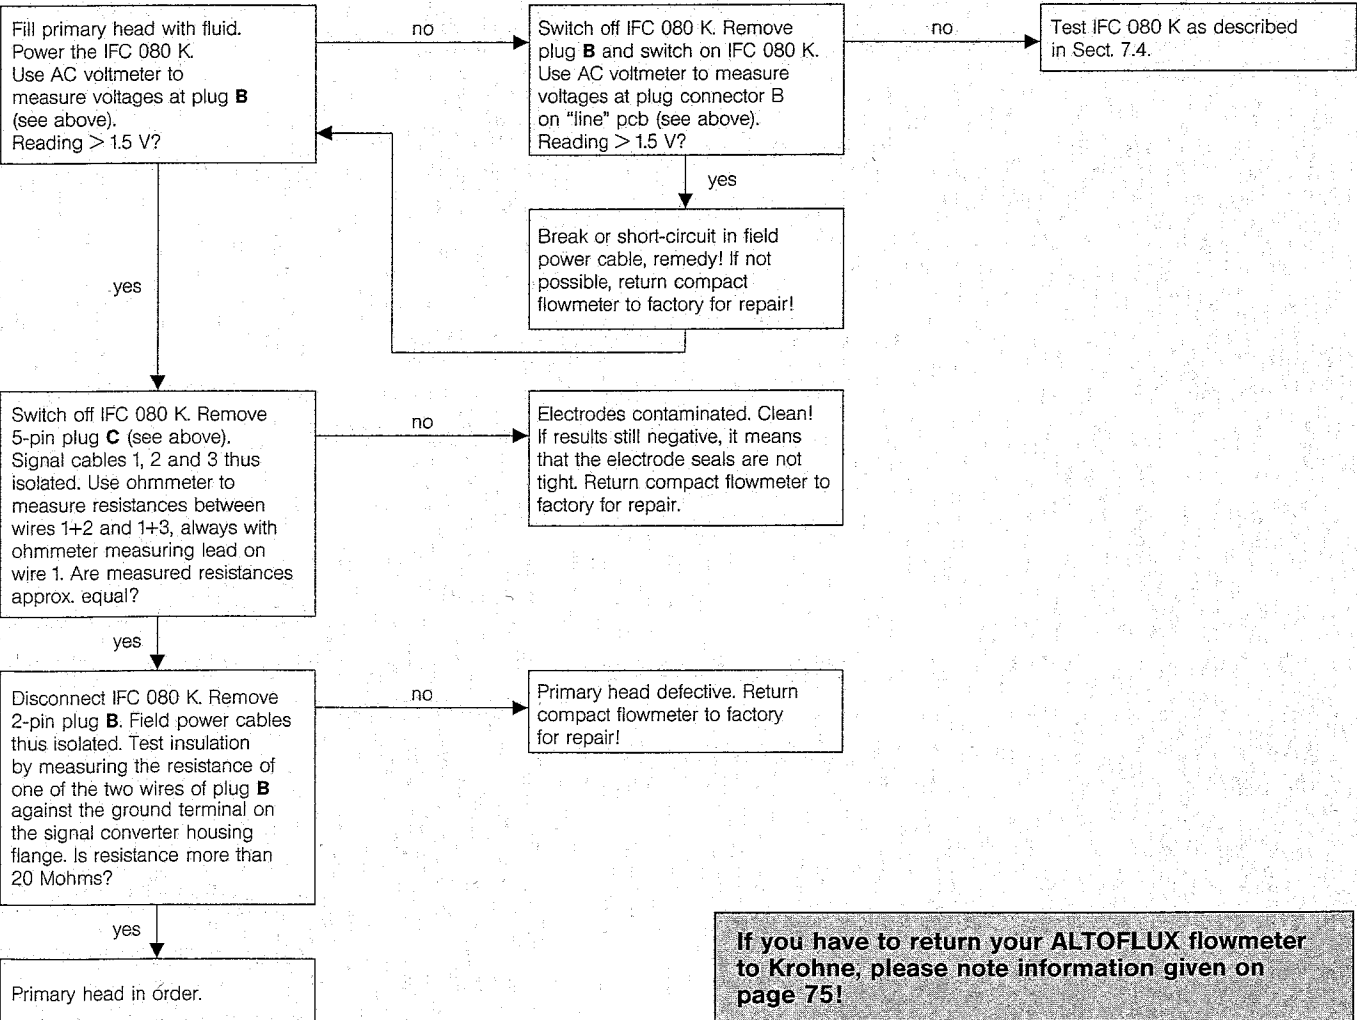 Fill primary head with fluid.
Power the IFC 080 K.
Use AC voltmeter to
measure voltages at plug B
(see above).
Reading > 1.5 V?
no
Switch off IFC 080 K. Remove
plug B and switch on IFC 080 K.
Use AC voltmeter to measure
voltages at plug connector B
on "line" pcb (see above).
Reading > 1.5 V?
no
Test IFC 080 K as described
in Sect. 7.4.
yes
Break or short-circuit in field
power cable, remedy! If not
possible, return compact
flowmeter to factory for repair!
yes
Switch off IFC 080 K. Remove
5-pin plug C (see above).
Signal cables 1, 2 and 3 thus
isolated. Use ohmmeter to
measure resistances between
wires 1+2 and 1+3, always with
ohmmeter measuring lead on
wire 1. Are measured resistances
approx. equal?
no
Electrodes contaminated. Clean!
If results still negative, it means
that the electrode seals are not
tight. Return compact flowmeter to
factory for repair.
yes
Disconnect IFC 080 K. Remove
2-pin plug B. Field power cables
thus isolated. Test insulation
by measuring the resistance of
one of the two wires of plug B
against the ground terminal on
the signal converter housing
flange. Is resistance more than
20 Mohms?
no
Primary head defective. Return
compact flowmeter to factory
for repair!
yes
Primary head in order.
If you have to return your ALTOFLUX flowmeter
to Krohne, please note information given on
page 75!